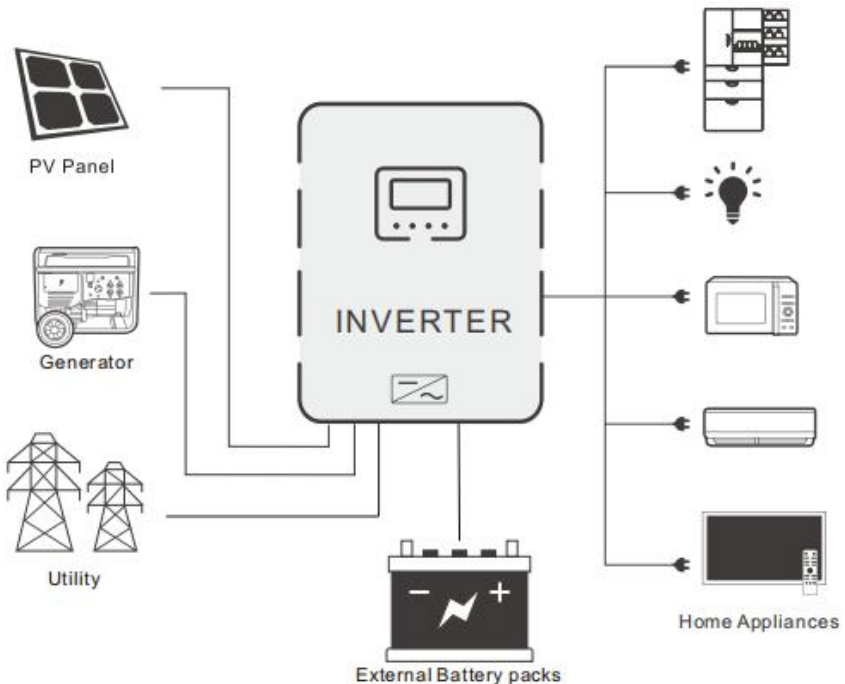 PV Panel
Generator
Utility
INVERTER
External Battery packs
Home Appliances